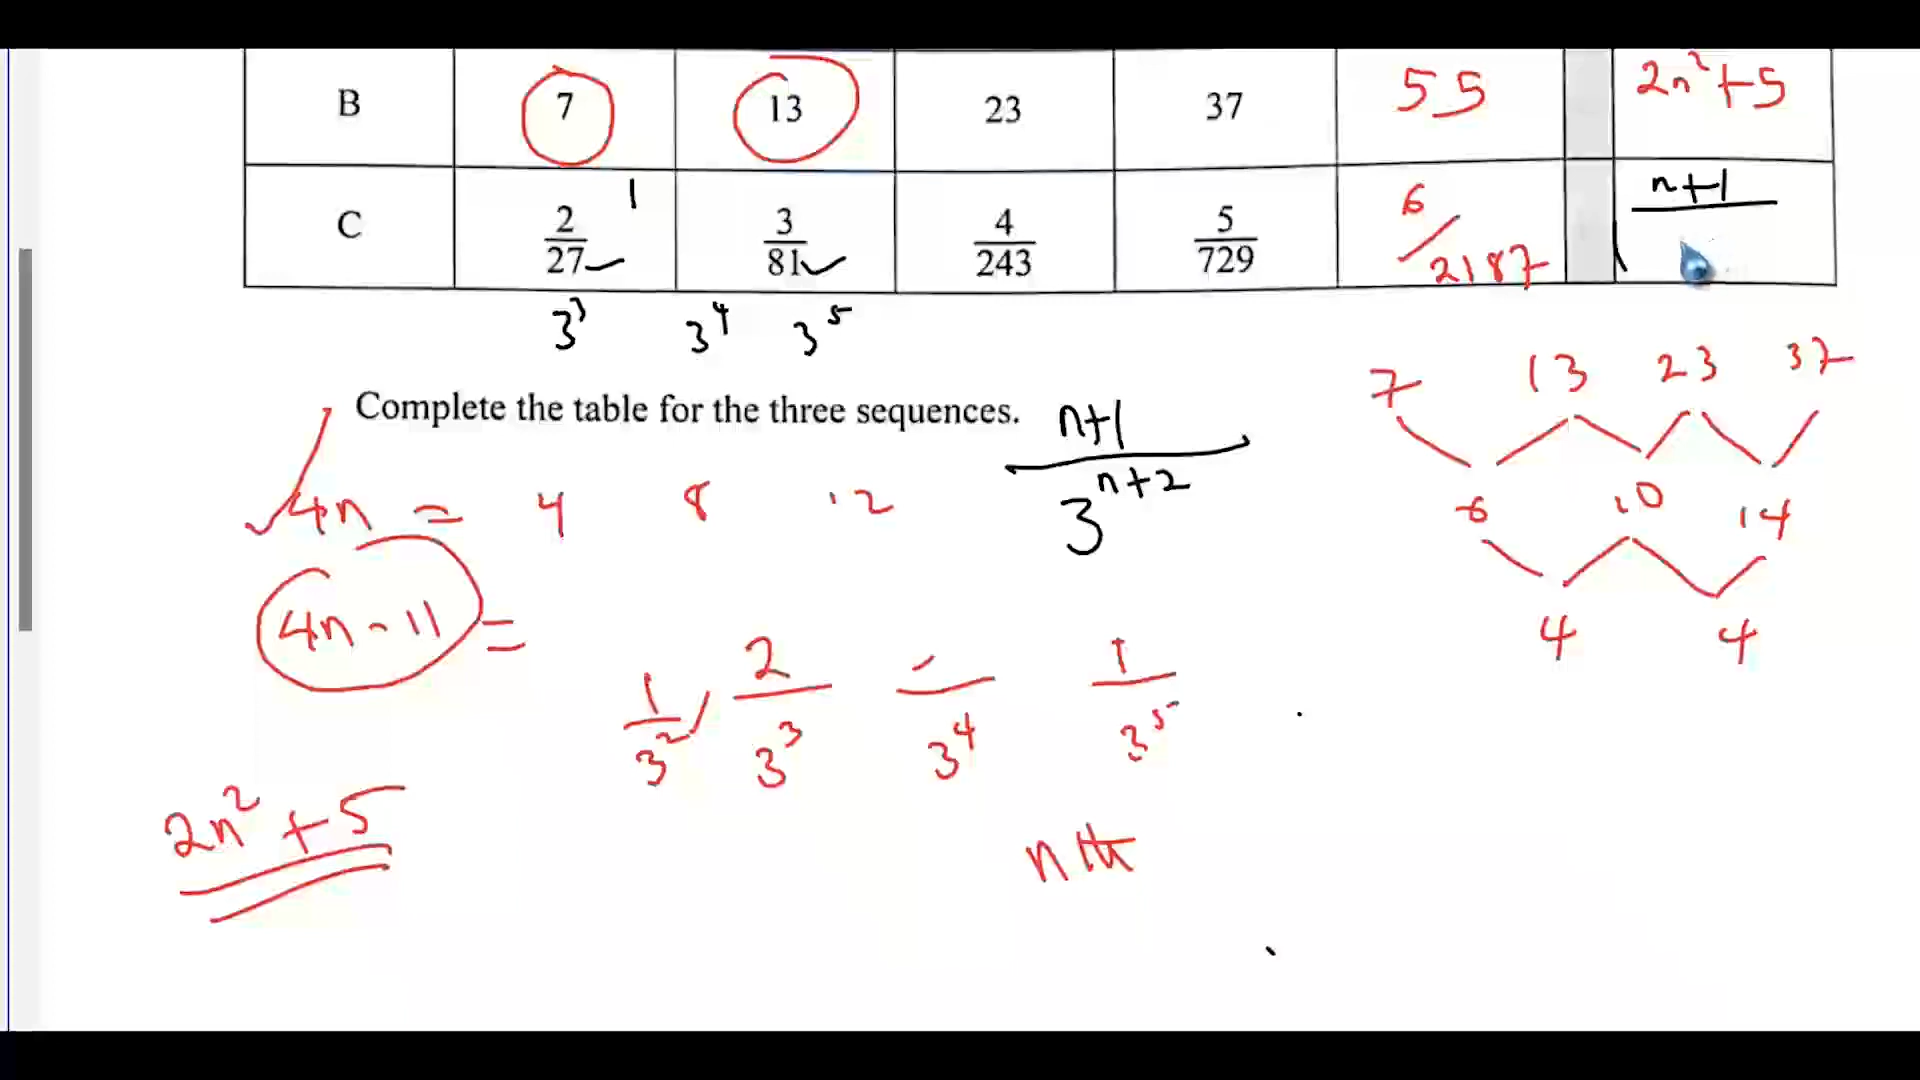 B 7 13 23 37 55 2n²+5
C 2/27 1 3/81 4/243 5/729 6/2187 n+1
3³ 3⁴ 3⁵
7 13 23 37
Complete the table for the three sequences.
n+1/3ⁿ⁺²
4n = 4 8 12
6 10 14
4n-11 =
4 4
1/3², 2/3³ /3⁴ 1/3⁵
2n²+5
nth